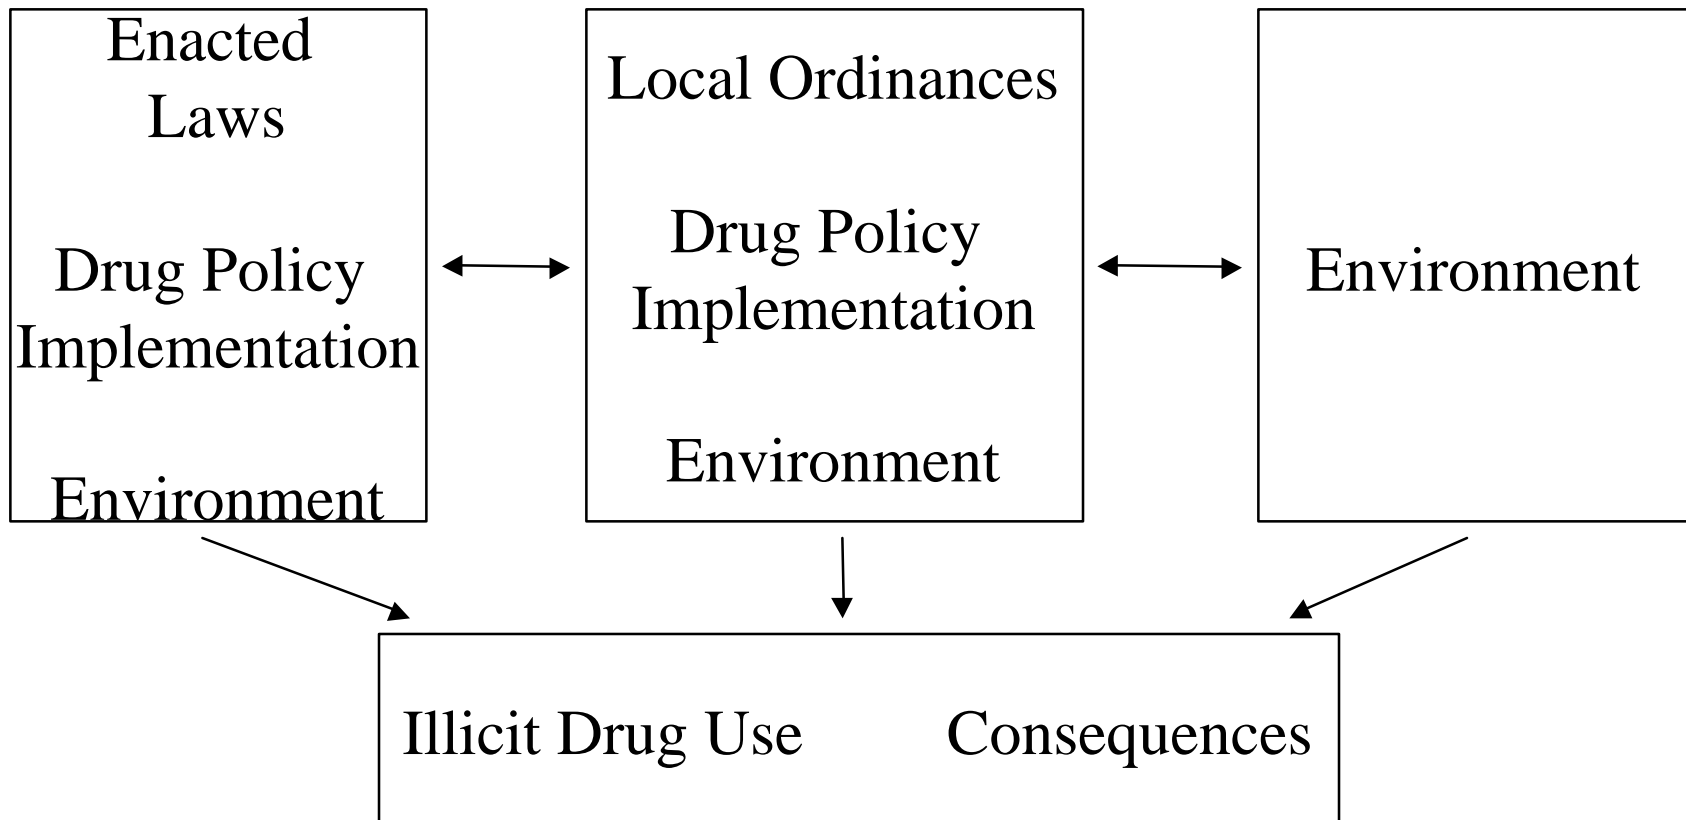 Enacted
Laws
Drug Policy
Implementation
Environment
Local Ordinances
Drug Policy
Implementation
Environment
Environment
Illicit Drug Use
Consequences